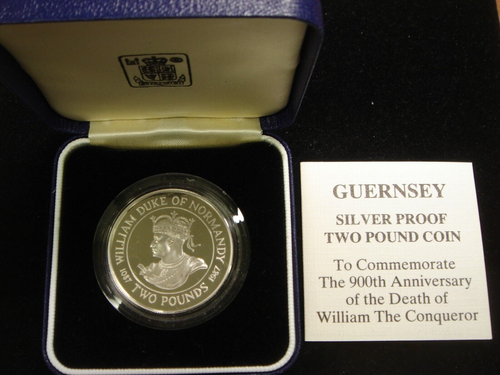 WILLIAM DUKE OF NORMANDY
1087 TWO POUNDS 1987
GUERNSEY
SILVER PROOF
TWO POUND COIN
To Commemorate
The 900th Anniversary
of the Death of
William The Conqueror